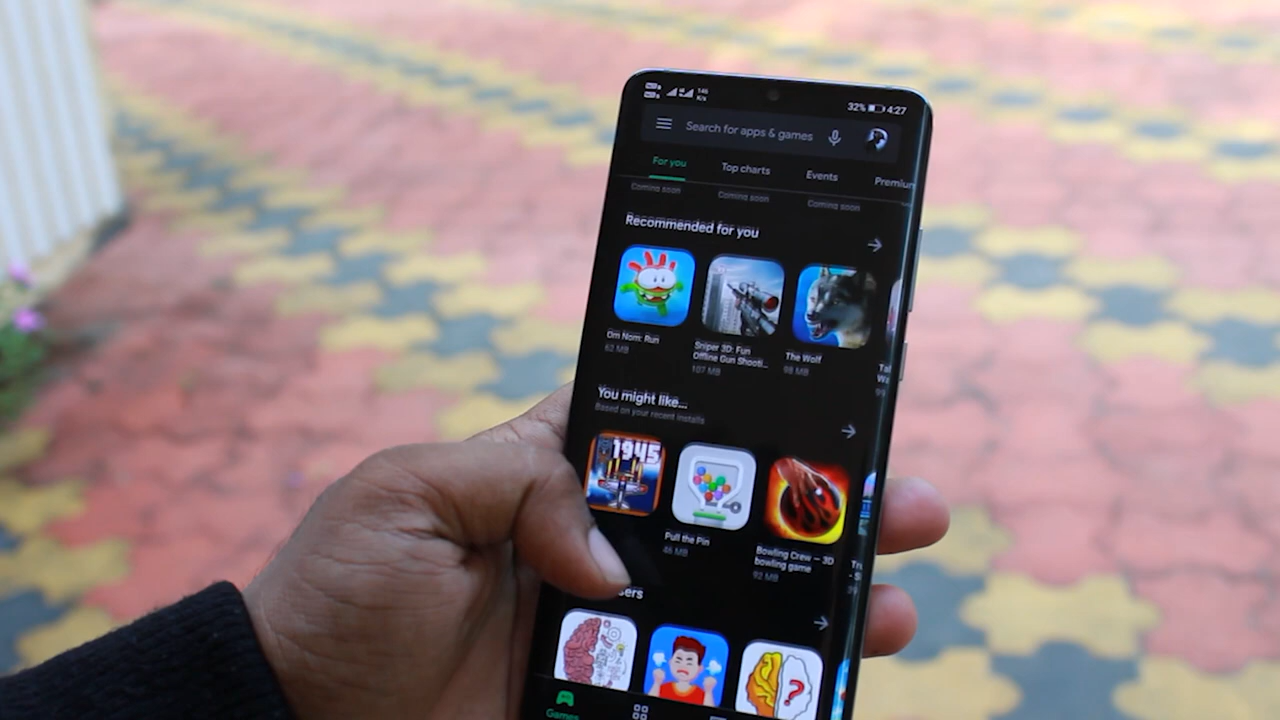 146
K/s
32% 4:27
Search for apps & games
For you
Top charts
Events
Premium
Coming soon
Coming soon
Coming soon
Recommended for you
Om Nom: Run
62 MB
Sniper 3D: Fun
Offline Gun Shooti...
107 MB
The Wolf
98 MB
You might like...
Based on your recent installs
1945
Pull the Pin
46 MB
Bowling Crew — 3D
bowling game
92 MB
?
Games